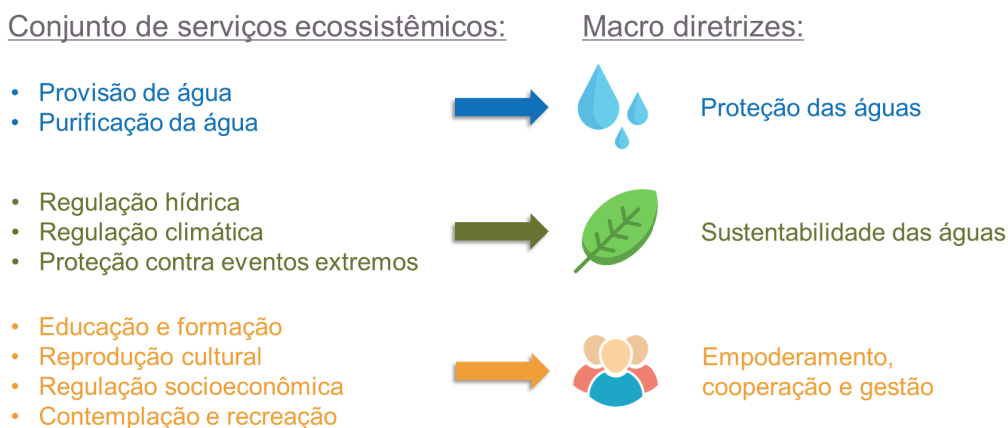 Conjunto de serviços ecossistêmicos:
Macro diretrizes:
• Provisão de água
• Purificação da água
Proteção das águas
• Regulação hídrica
• Regulação climática
• Proteção contra eventos extremos
Sustentabilidade das águas
• Educação e formação
• Reprodução cultural
• Regulação socioeconômica
• Contemplação e recreação
Empoderamento,
cooperação e gestão